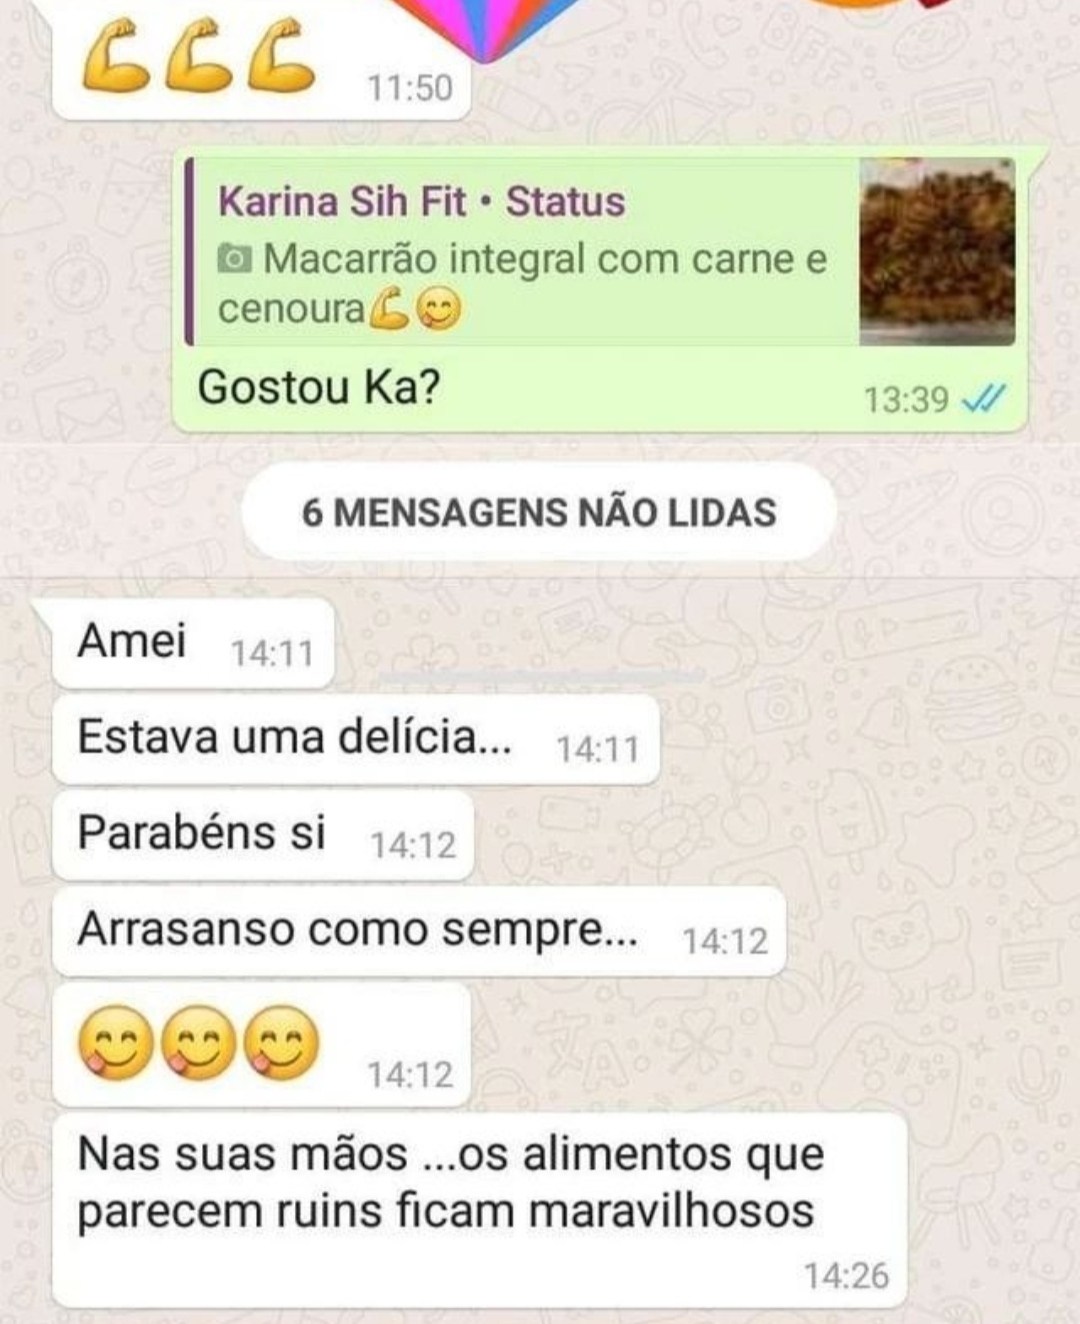 💪💪💪 11:50
Karina Sih Fit • Status
📷 Macarrão integral com carne e
cenoura💪😋
Gostou Ka? 13:39
6 MENSAGENS NÃO LIDAS
Amei 14:11
Estava uma delícia... 14:11
Parabéns si 14:12
Arrasanso como sempre... 14:12
😋😋😋 14:12
Nas suas mãos ...os alimentos que
parecem ruins ficam maravilhosos
14:26